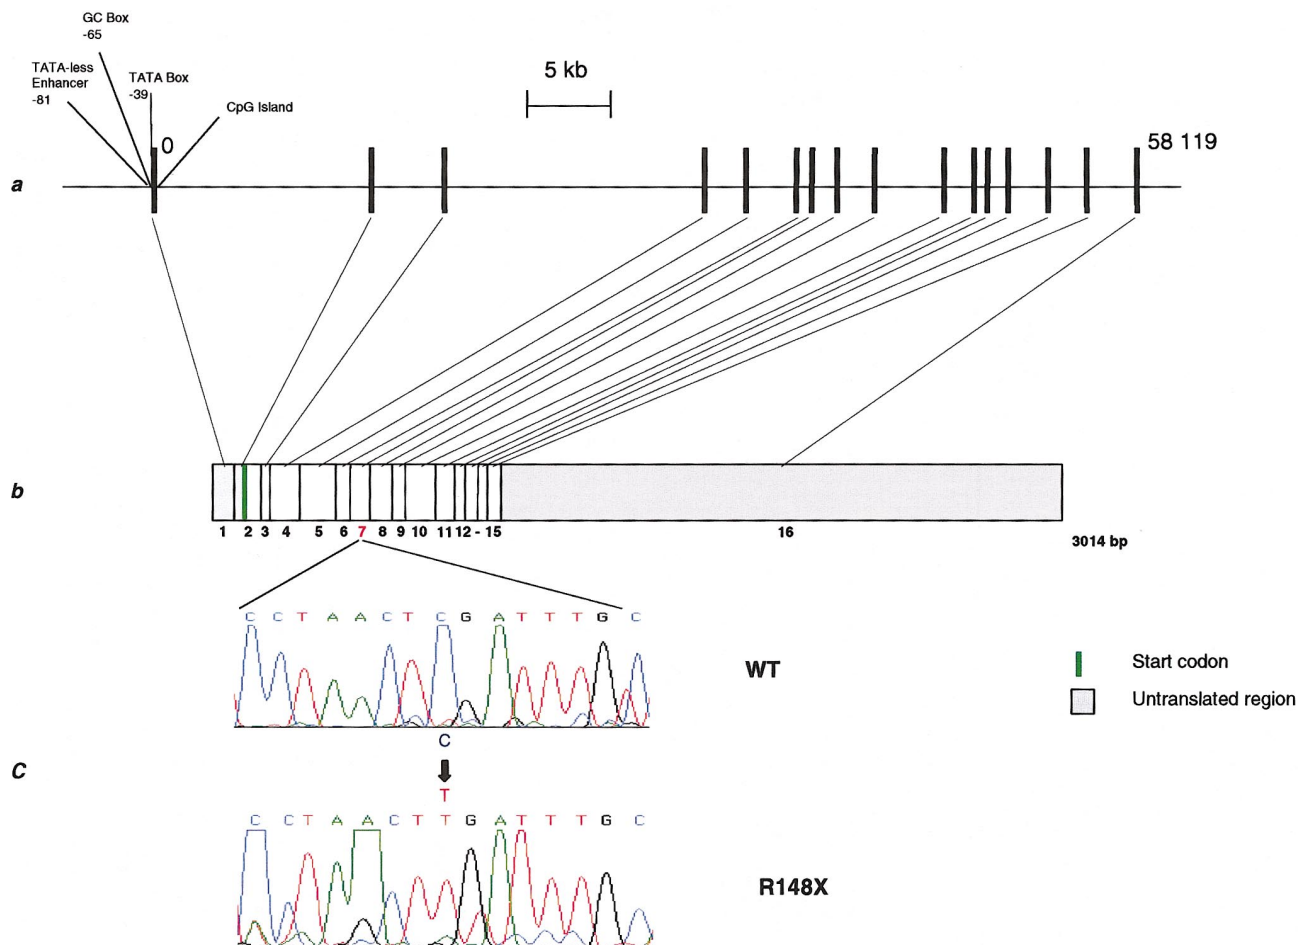 GC Box
-65
TATA-less
Enhancer
-81
TATA Box
-39
CpG Island
5 kb
0
58 119
a
b
1 2 3 4 5 6 7 8 9 10 11 12 - 15 16
3014 bp
C C T A A C T C G A T T T G C
WT
Start codon
Untranslated region
C
C
T
C C T A A C T T G A T T T G C
R148X